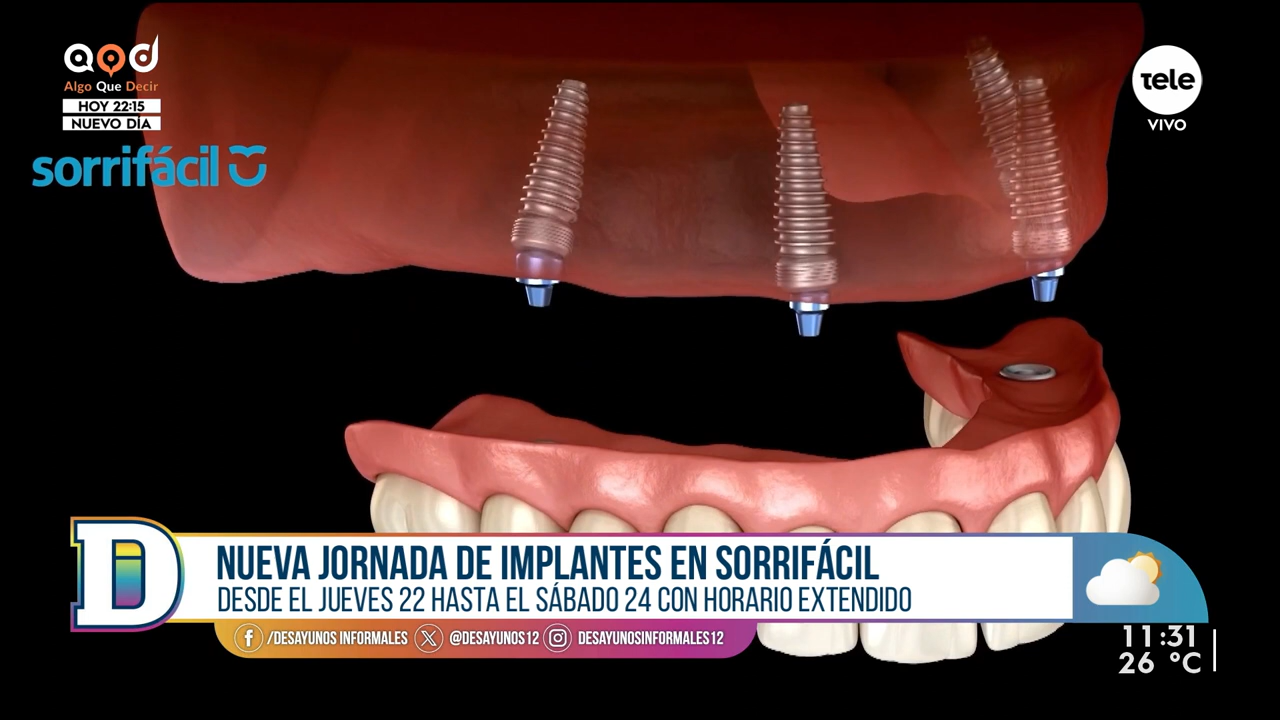 aqd
Algo Que Decir
HOY 22:15
NUEVO DÍA
sorrifácil
tele
VIVO
D
NUEVA JORNADA DE IMPLANTES EN SORRIFÁCIL
DESDE EL JUEVES 22 HASTA EL SÁBADO 24 CON HORARIO EXTENDIDO
/DESAYUNOS INFORMALES @DESAYUNOS12 DESAYUNOSINFORMALES12
11:31
26 °C